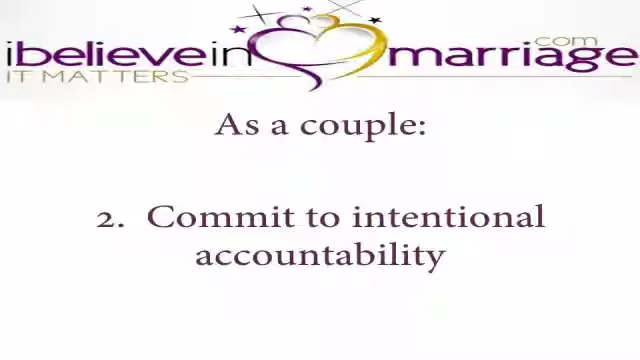 ibelieveinmarriage.com
IT MATTERS
As a couple:
2. Commit to intentional
accountability